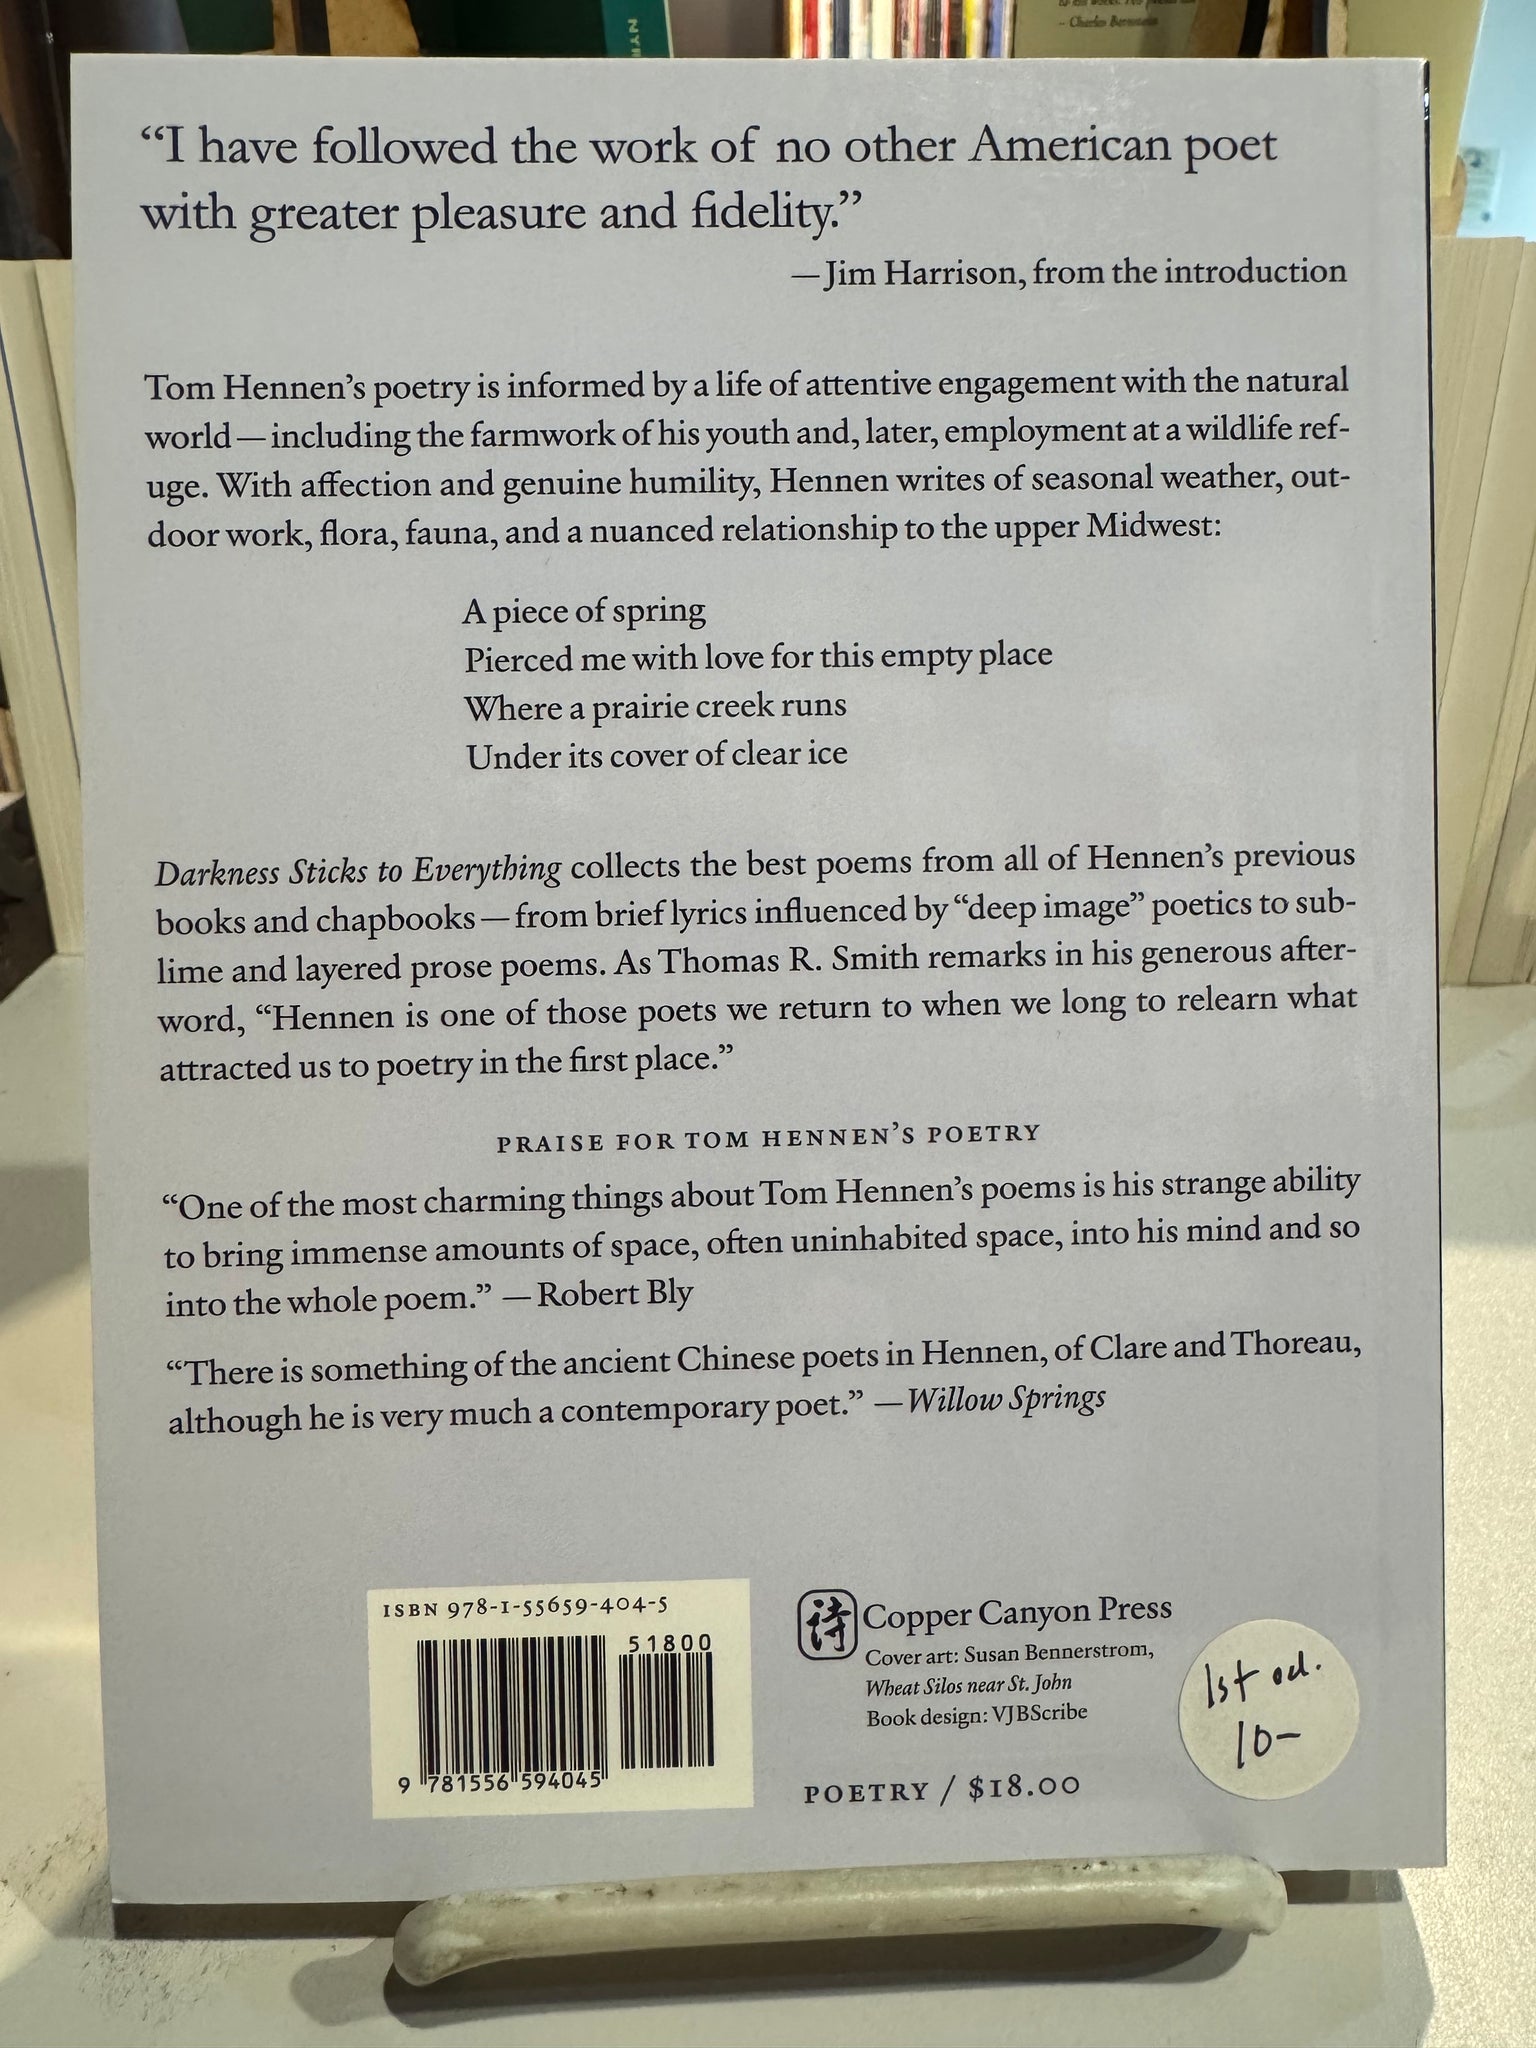 NYR
– Charles Bernstein
“I have followed the work of no other American poet
with greater pleasure and fidelity.”
—Jim Harrison, from the introduction
Tom Hennen’s poetry is informed by a life of attentive engagement with the natural
world—including the farmwork of his youth and, later, employment at a wildlife ref-
uge. With affection and genuine humility, Hennen writes of seasonal weather, out-
door work, flora, fauna, and a nuanced relationship to the upper Midwest:
A piece of spring
Pierced me with love for this empty place
Where a prairie creek runs
Under its cover of clear ice
Darkness Sticks to Everything collects the best poems from all of Hennen’s previous
books and chapbooks—from brief lyrics influenced by “deep image” poetics to sub-
lime and layered prose poems. As Thomas R. Smith remarks in his generous after-
word, “Hennen is one of those poets we return to when we long to relearn what
attracted us to poetry in the first place.”
PRAISE FOR TOM HENNEN’S POETRY
“One of the most charming things about Tom Hennen’s poems is his strange ability
to bring immense amounts of space, often uninhabited space, into his mind and so
into the whole poem.” —Robert Bly
“There is something of the ancient Chinese poets in Hennen, of Clare and Thoreau,
although he is very much a contemporary poet.” —Willow Springs
ISBN 978-1-55659-404-5
51800
9 781556 594045
诗 Copper Canyon Press
Cover art: Susan Bennerstrom,
Wheat Silos near St. John
Book design: VJBScribe
POETRY / $18.00
1st ed.
10–